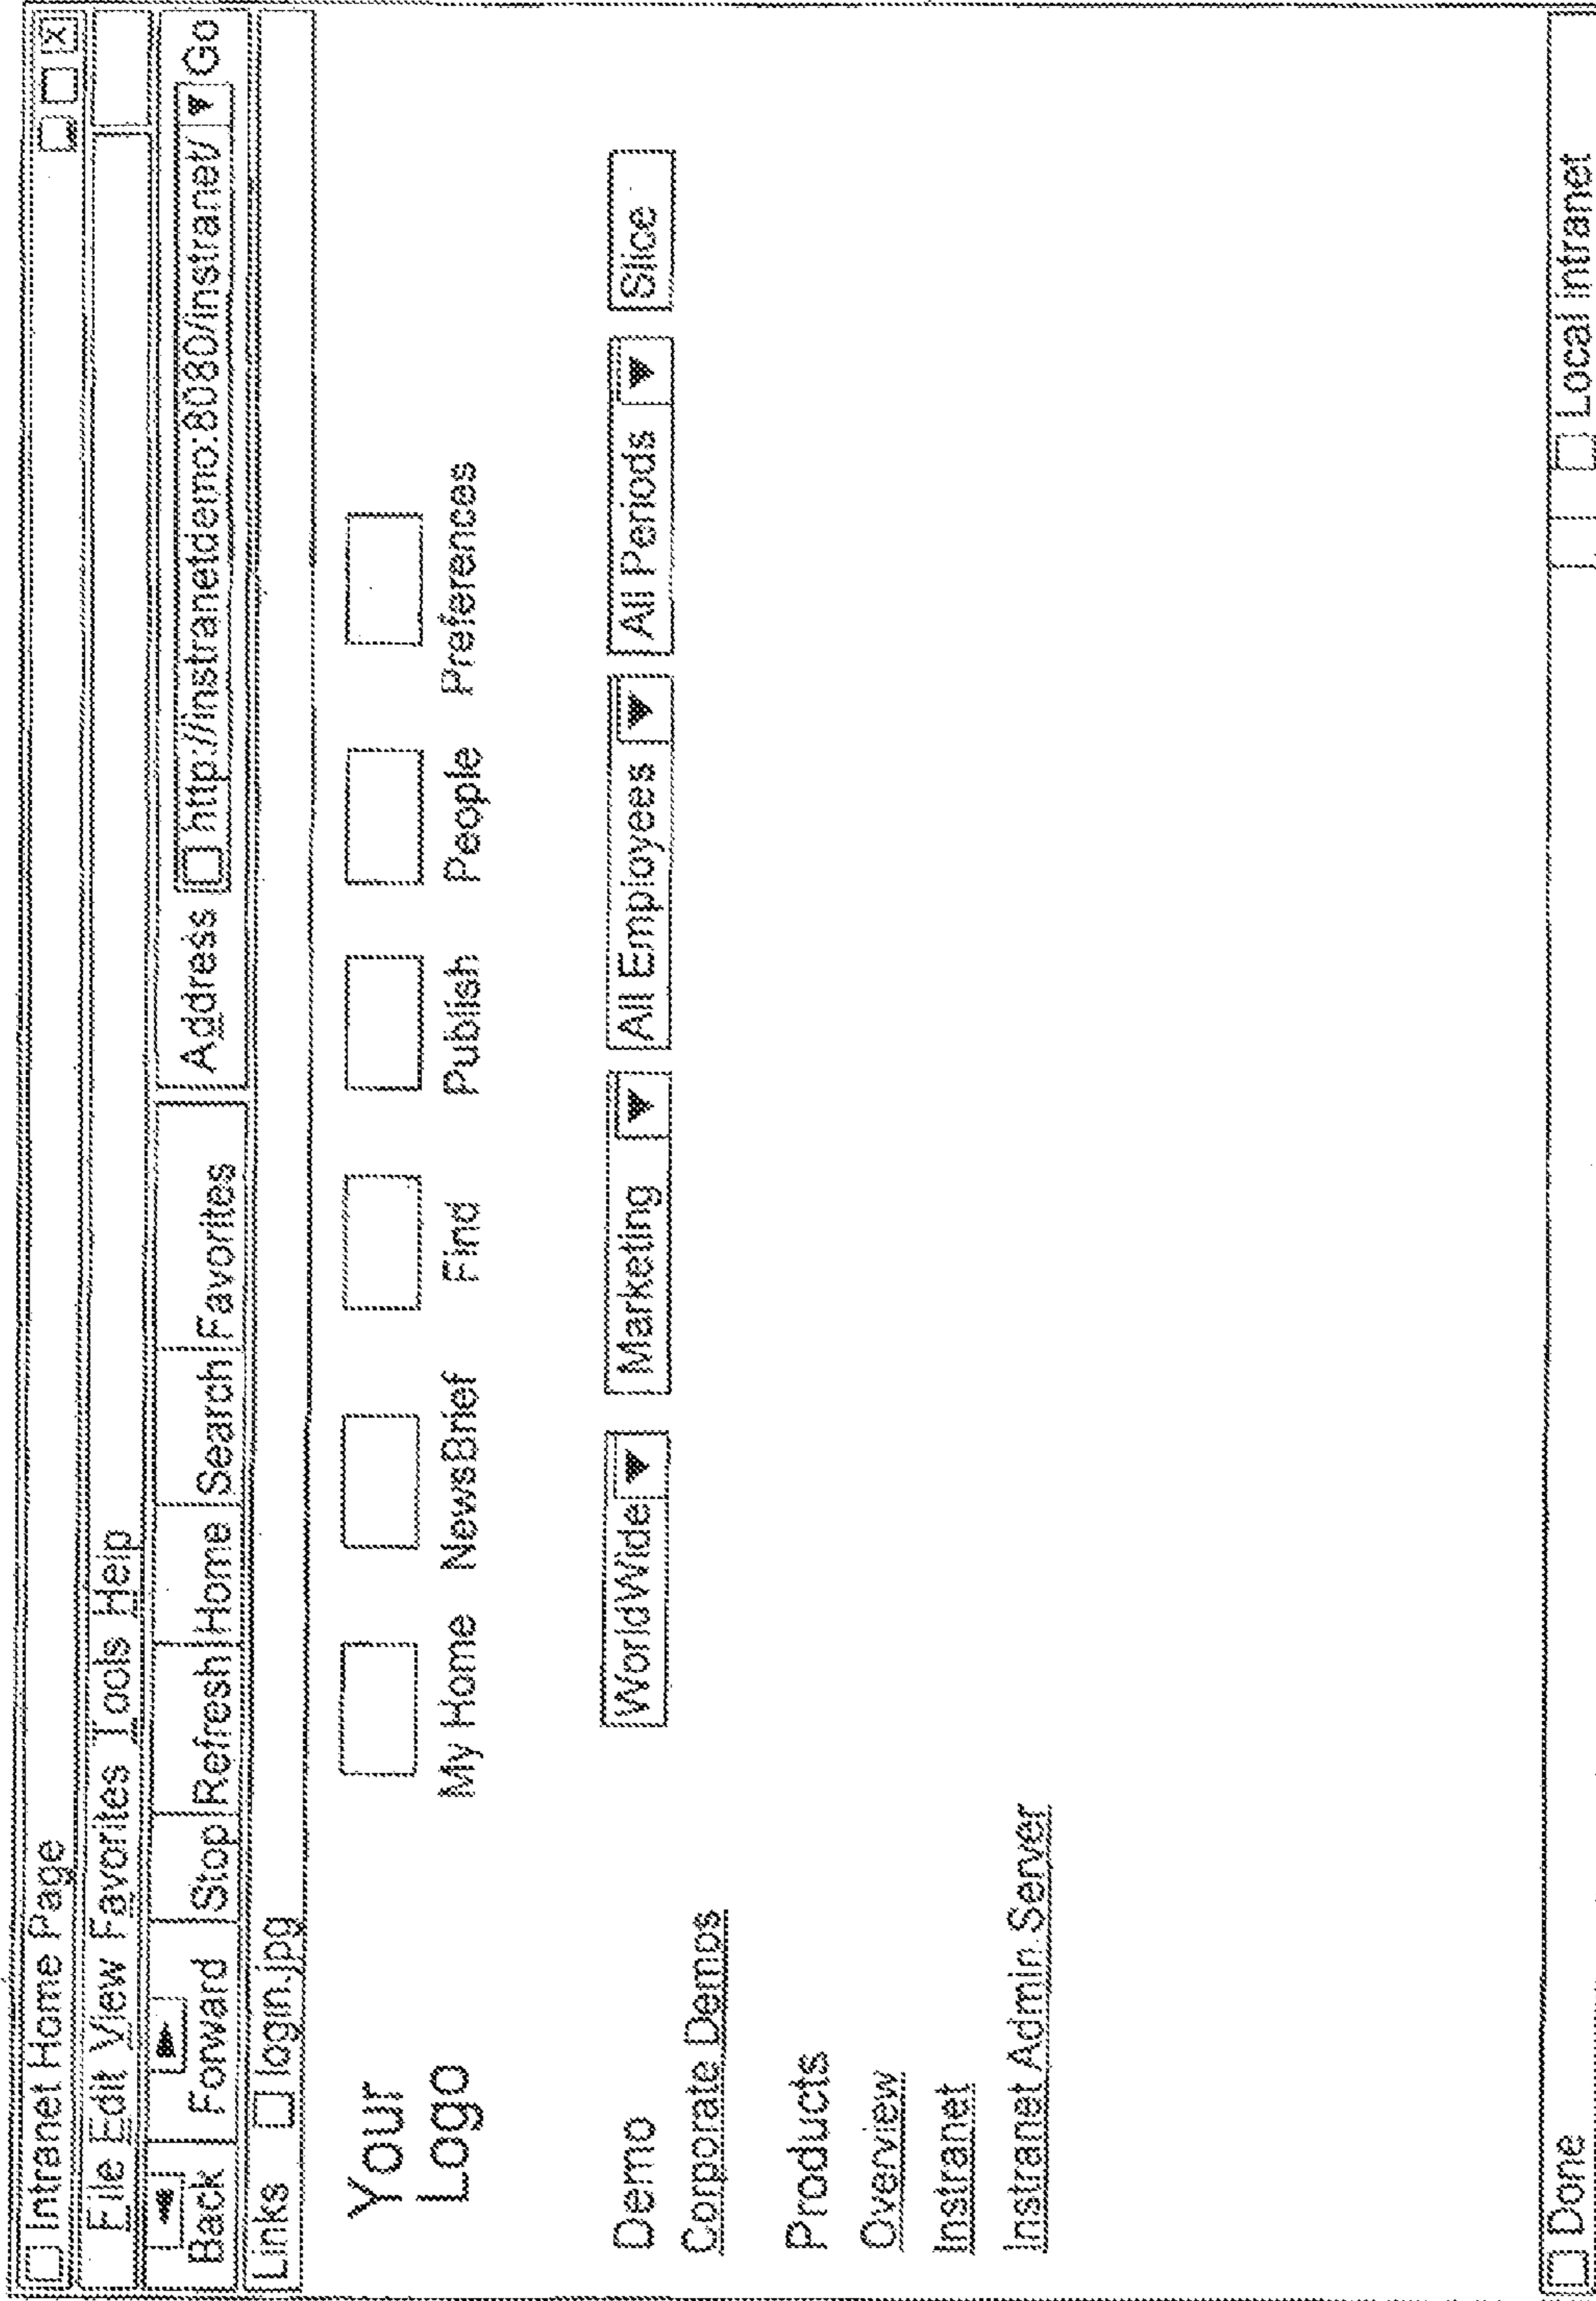 Intranet Home Page X
File Edit View Favorites Tools Help
Back Forward Stop Refresh Home Search Favorites Address http://instranetdemo:8080/instranet/ Go
Links login.jpg
Your
Logo
My Home NewsBrief Find Publish People Preferences
WorldWide Marketing All Employees All Periods Slice
Demo
Corporate Demos
Products
Overview
Instranet
Instranet Admin Server
Done Local intranet